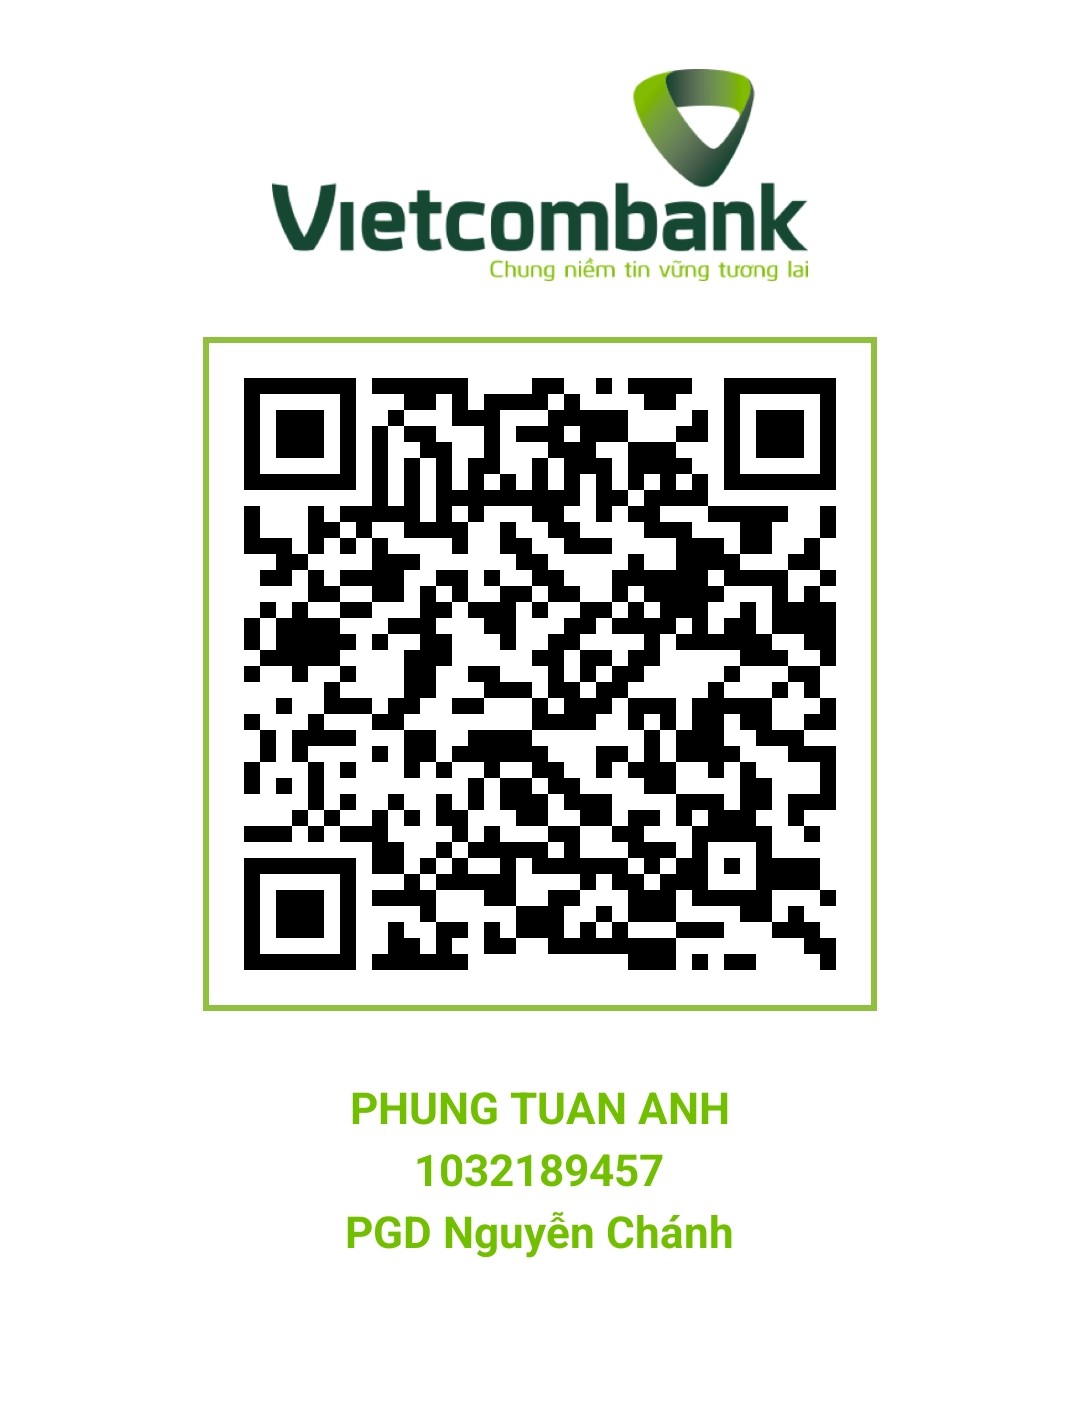 Vietcombank
Chung niềm tin vững tương lai
PHUNG TUAN ANH
1032189457
PGD Nguyễn Chánh